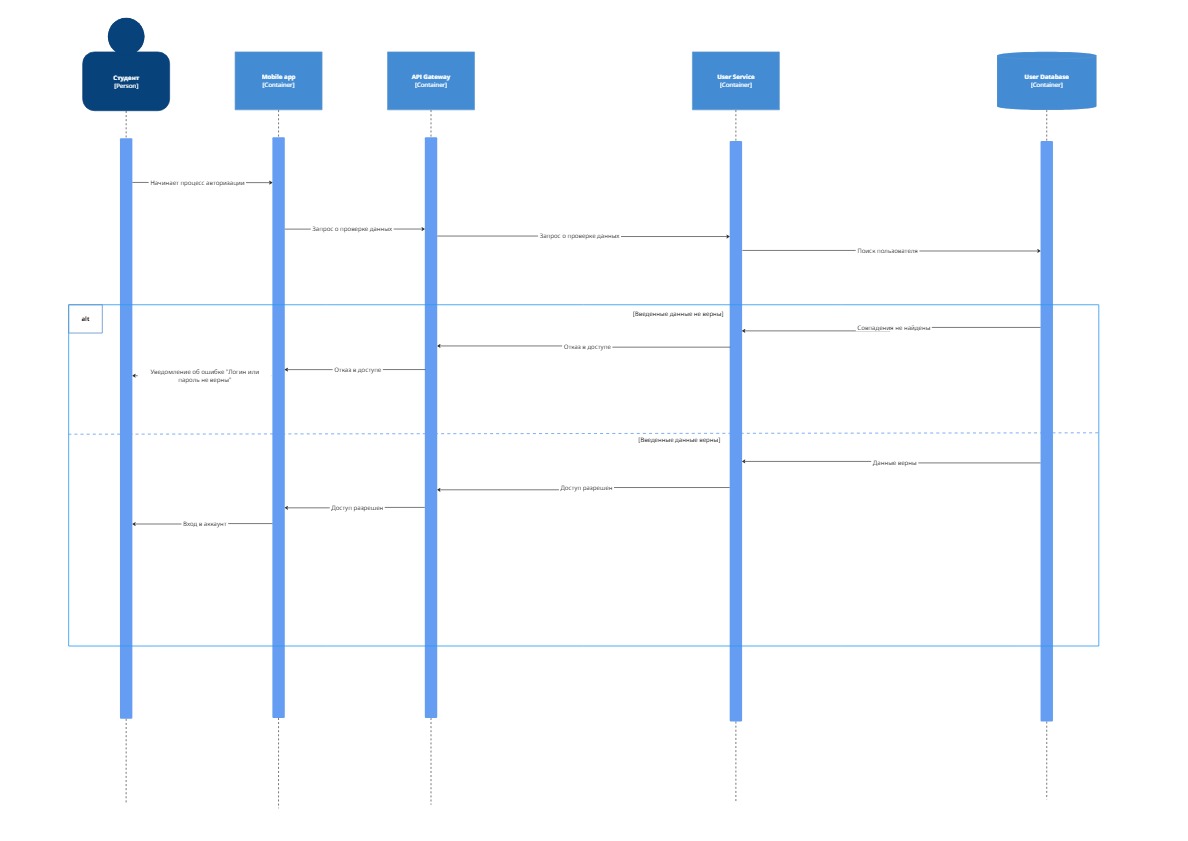 Студент
[Person]
Mobile app
[Container]
API Gateway
[Container]
User Service
[Container]
User Database
[Container]
Начинает процесс авторизации
Запрос о проверке данных
Запрос о проверке данных
Поиск пользователя
alt
[Введенные данные не верны]
Совпадения не найдены
Отказ в доступе
Отказ в доступе
Уведомление об ошибке "Логин или
пароль не верны"
[Введенные данные верны]
Данные верны
Доступ разрешен
Доступ разрешен
Вход в аккаунт